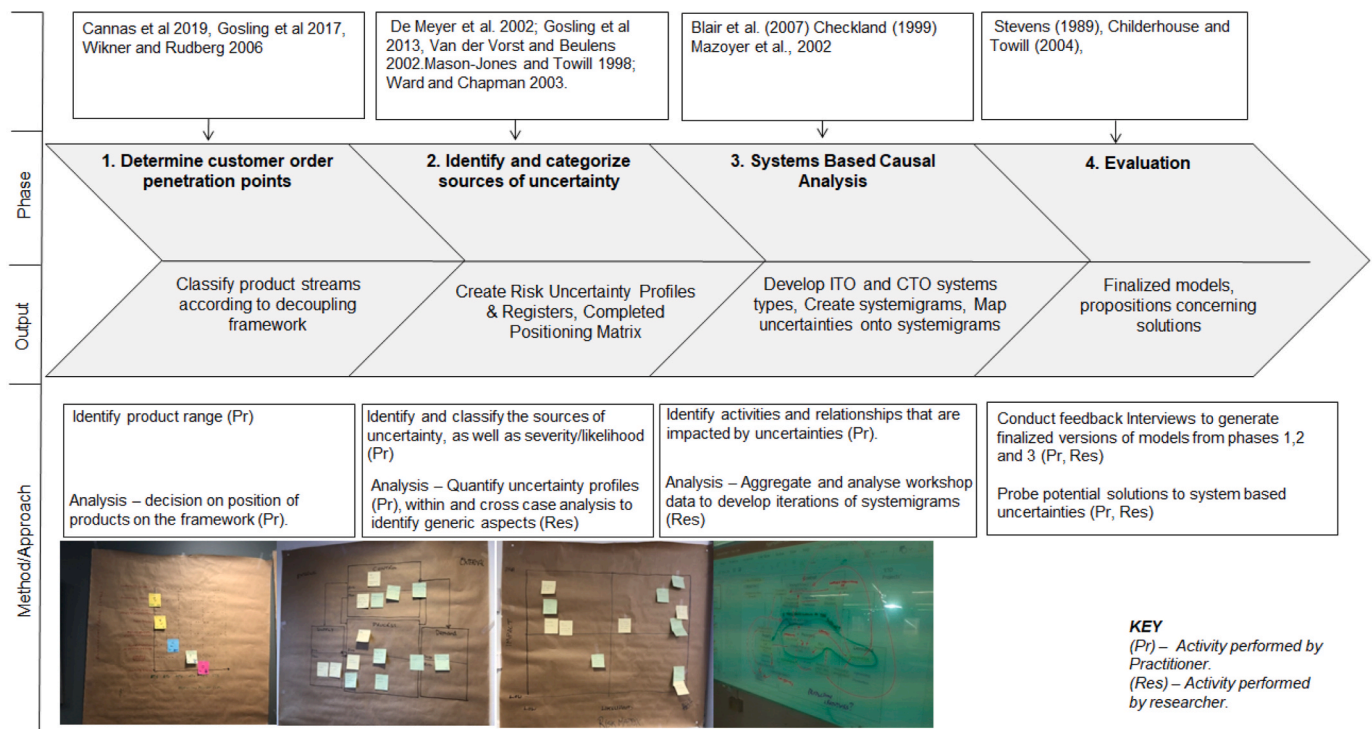 Cannas et al 2019, Gosling et al 2017,
Wikner and Rudberg 2006
De Meyer et al. 2002; Gosling et al
2013, Van der Vorst and Beulens
2002.Mason-Jones and Towill 1998;
Ward and Chapman 2003.
Blair et al. (2007) Checkland (1999)
Mazoyer et al., 2002
Stevens (1989), Childerhouse and
Towill (2004),
Phase
1. Determine customer order
penetration points
2. Identify and categorize
sources of uncertainty
3. Systems Based Causal
Analysis
4. Evaluation
Output
Classify product streams
according to decoupling
framework
Create Risk Uncertainty Profiles
& Registers, Completed
Positioning Matrix
Develop ITO and CTO systems
types, Create systemigrams, Map
uncertainties onto systemigrams
Finalized models,
propositions concerning
solutions
Method/Approach
Identify product range (Pr)
Analysis – decision on position of
products on the framework (Pr).
Identify and classify the sources of
uncertainty, as well as severity/likelihood
(Pr)
Analysis – Quantify uncertainty profiles
(Pr), within and cross case analysis to
identify generic aspects (Res)
Identify activities and relationships that are
impacted by uncertainties (Pr).
Analysis – Aggregate and analyse workshop
data to develop iterations of systemigrams
(Res)
Conduct feedback Interviews to generate
finalized versions of models from phases 1,2
and 3 (Pr, Res)
Probe potential solutions to system based
uncertainties (Pr, Res)
Control
Process
Demand
KEY
(Pr) – Activity performed by
Practitioner.
(Res) – Activity performed
by researcher.